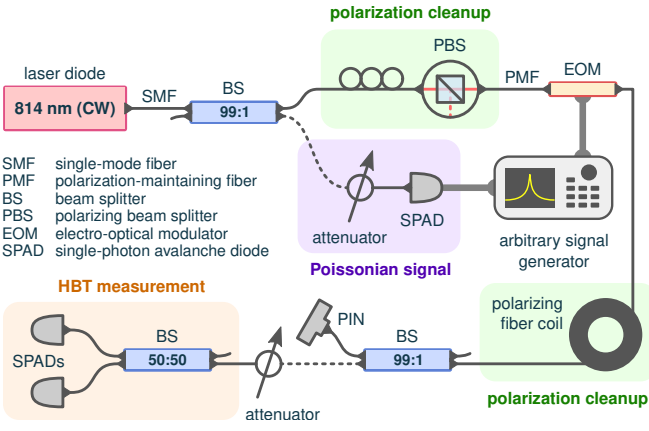 polarization cleanup
PBS
laser diode
SMF
BS
PMF
EOM
814 nm (CW)
99:1
SMF single-mode fiber
PMF polarization-maintaining fiber
BS beam splitter
PBS polarizing beam splitter
EOM electro-optical modulator
SPAD single-photon avalanche diode
SPAD
attenuator
arbitrary signal
generator
Poissonian signal
HBT measurement
polarizing
fiber coil
PIN
BS
BS
SPADs
50:50
99:1
polarization cleanup
attenuator